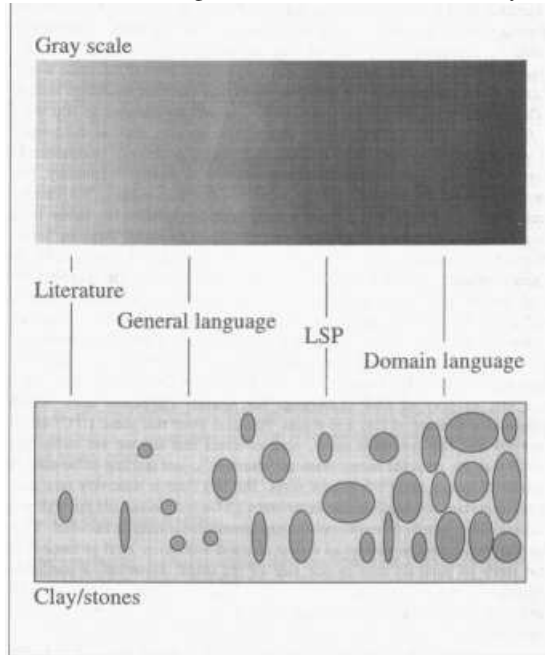 Gray scale
Literature
General language
LSP
Domain language
Clay/stones